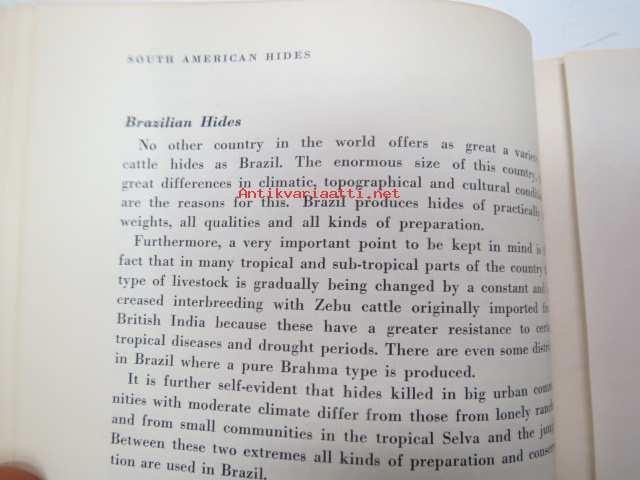 SOUTH AMERICAN HIDES
Brazilian Hides
No other country in the world offers as great a
cattle hides as Brazil. The enormous size of this country,
great differences in climatic, topographical and cultural
Antikvariaatti.net
are the reasons for this. Brazil produces hides of practically
weights, all qualities and all kinds of preparation.
Furthermore, a very important point to be kept in mind is
fact that in many tropical and sub-tropical parts of the country
type of livestock is gradually being changed by a constant and
creased interbreeding with Zebu cattle originally imported
British India because these have a greater resistance to
tropical diseases and drought periods. There are even some
in Brazil where a pure Brahma type is produced.
It is further self-evident that hides killed in big urban
nities with moderate climate differ from those from lonely
and from small communities in the tropical Selva and the
Between these two extremes all kinds of preparation and
tion are used in Brazil.